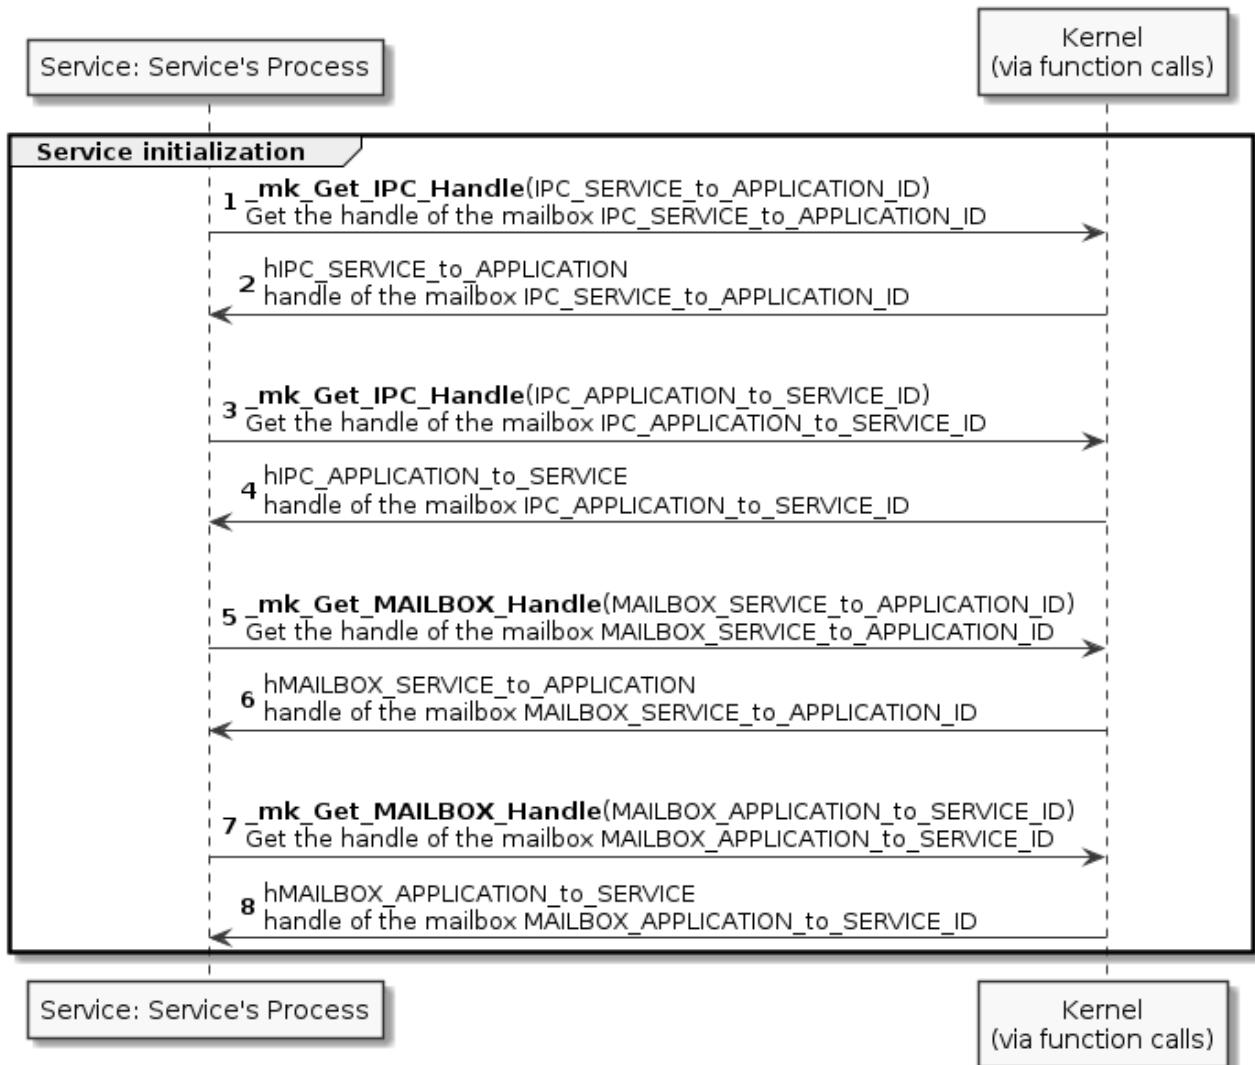 Service: Service's Process
Kernel
(via function calls)
Service initialization
1 _mk_Get_IPC_Handle(IPC_SERVICE_to_APPLICATION_ID)
Get the handle of the mailbox IPC_SERVICE_to_APPLICATION_ID
2 hIPC_SERVICE_to_APPLICATION
handle of the mailbox IPC_SERVICE_to_APPLICATION_ID
3 _mk_Get_IPC_Handle(IPC_APPLICATION_to_SERVICE_ID)
Get the handle of the mailbox IPC_APPLICATION_to_SERVICE_ID
4 hIPC_APPLICATION_to_SERVICE
handle of the mailbox IPC_APPLICATION_to_SERVICE_ID
5 _mk_Get_MAILBOX_Handle(MAILBOX_SERVICE_to_APPLICATION_ID)
Get the handle of the mailbox MAILBOX_SERVICE_to_APPLICATION_ID
6 hMAILBOX_SERVICE_to_APPLICATION
handle of the mailbox MAILBOX_SERVICE_to_APPLICATION_ID
7 _mk_Get_MAILBOX_Handle(MAILBOX_APPLICATION_to_SERVICE_ID)
Get the handle of the mailbox MAILBOX_APPLICATION_to_SERVICE_ID
8 hMAILBOX_APPLICATION_to_SERVICE
handle of the mailbox MAILBOX_APPLICATION_to_SERVICE_ID
Service: Service's Process
Kernel
(via function calls)